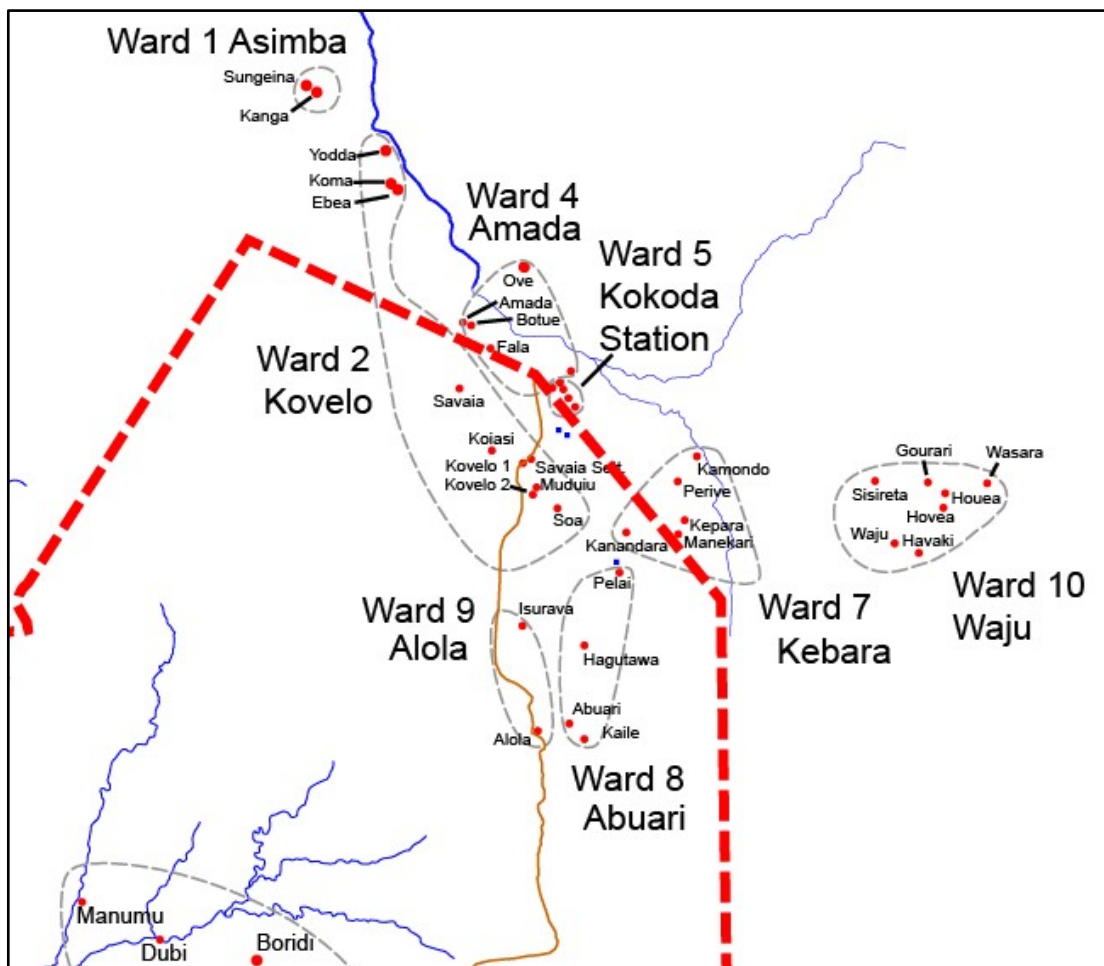 Ward 1 Asimba
Sungeina
Kanga
Yodda
Koma
Ebea
Ward 4
Amada
Ove
Amada
Botue
Fala
Ward 5
Kokoda
Station
Ward 2
Kovelo
Savaia
Koiasi
Kovelo 1
Savaia Sett.
Kovelo 2
Muduiu
Soa
Kamondo
Perive
Kepara
Manekari
Kanandara
Gourari
Wasara
Sisireta
Houea
Hovea
Waju
Havaki
Ward 10
Waju
Ward 7
Kebara
Pelai
Ward 9
Alola
Isurava
Hagutawa
Abuari
Kaile
Alola
Ward 8
Abuari
Manumu
Dubi
Boridi